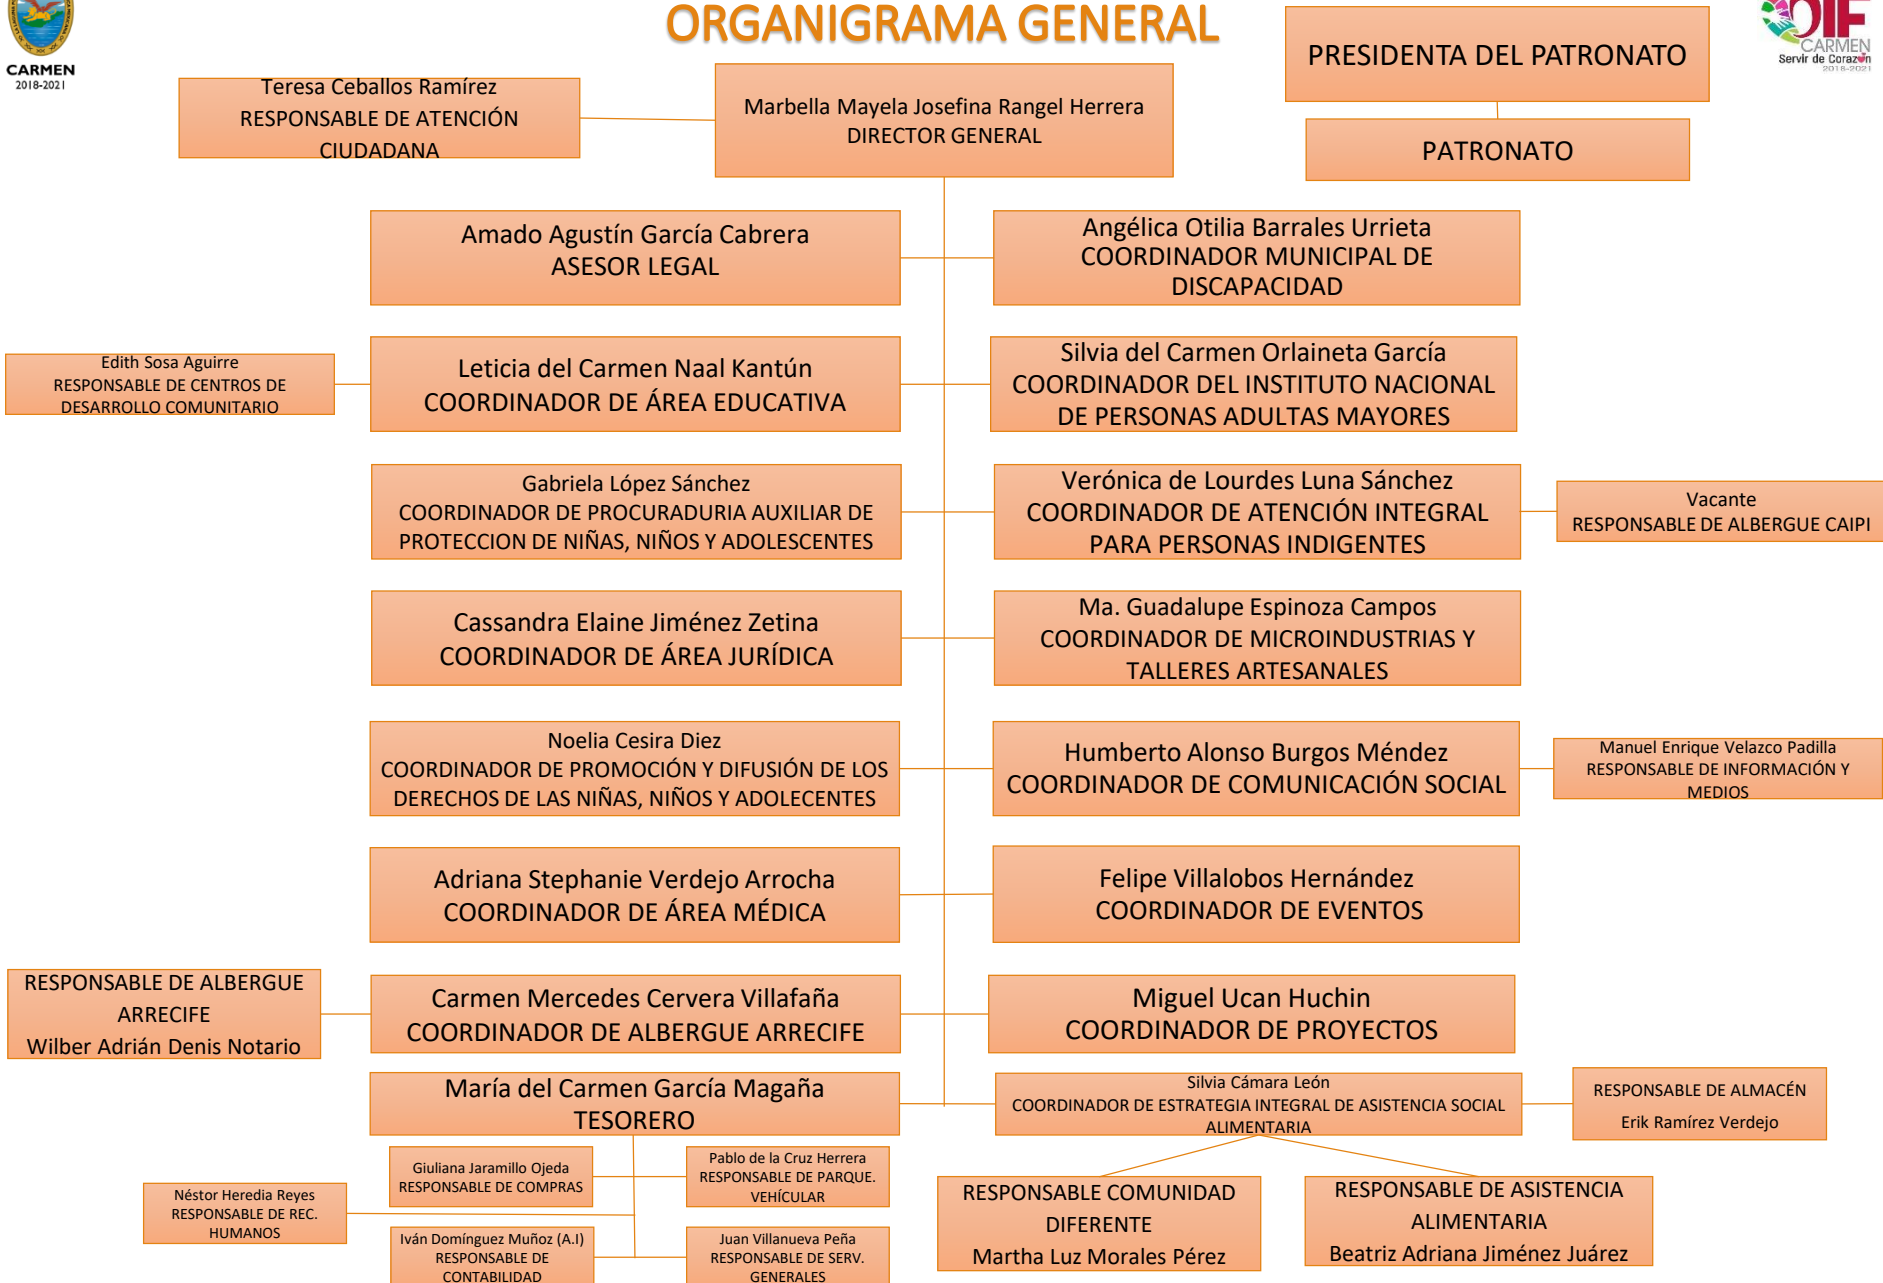 ORGANIGRAMA GENERAL
CARMEN
2018-2021
DIF
CARMEN
Servir de Corazón
2018-2021
PRESIDENTA DEL PATRONATO
PATRONATO
Teresa Ceballos Ramírez
RESPONSABLE DE ATENCIÓN
CIUDADANA
Marbella Mayela Josefina Rangel Herrera
DIRECTOR GENERAL
Amado Agustín García Cabrera
ASESOR LEGAL
Angélica Otilia Barrales Urrieta
COORDINADOR MUNICIPAL DE
DISCAPACIDAD
Edith Sosa Aguirre
RESPONSABLE DE CENTROS DE
DESARROLLO COMUNITARIO
Leticia del Carmen Naal Kantún
COORDINADOR DE ÁREA EDUCATIVA
Silvia del Carmen Orlaineta García
COORDINADOR DEL INSTITUTO NACIONAL
DE PERSONAS ADULTAS MAYORES
Gabriela López Sánchez
COORDINADOR DE PROCURADURIA AUXILIAR DE
PROTECCION DE NIÑAS, NIÑOS Y ADOLESCENTES
Verónica de Lourdes Luna Sánchez
COORDINADOR DE ATENCIÓN INTEGRAL
PARA PERSONAS INDIGENTES
Vacante
RESPONSABLE DE ALBERGUE CAIPI
Cassandra Elaine Jiménez Zetina
COORDINADOR DE ÁREA JURÍDICA
Ma. Guadalupe Espinoza Campos
COORDINADOR DE MICROINDUSTRIAS Y
TALLERES ARTESANALES
Noelia Cesira Diez
COORDINADOR DE PROMOCIÓN Y DIFUSIÓN DE LOS
DERECHOS DE LAS NIÑAS, NIÑOS Y ADOLECENTES
Humberto Alonso Burgos Méndez
COORDINADOR DE COMUNICACIÓN SOCIAL
Manuel Enrique Velazco Padilla
RESPONSABLE DE INFORMACIÓN Y
MEDIOS
Adriana Stephanie Verdejo Arrocha
COORDINADOR DE ÁREA MÉDICA
Felipe Villalobos Hernández
COORDINADOR DE EVENTOS
RESPONSABLE DE ALBERGUE
ARRECIFE
Wilber Adrián Denis Notario
Carmen Mercedes Cervera Villafaña
COORDINADOR DE ALBERGUE ARRECIFE
Miguel Ucan Huchin
COORDINADOR DE PROYECTOS
María del Carmen García Magaña
TESORERO
Silvia Cámara León
COORDINADOR DE ESTRATEGIA INTEGRAL DE ASISTENCIA SOCIAL
ALIMENTARIA
RESPONSABLE DE ALMACÉN
Erik Ramírez Verdejo
Giuliana Jaramillo Ojeda
RESPONSABLE DE COMPRAS
Pablo de la Cruz Herrera
RESPONSABLE DE PARQUE.
VEHÍCULAR
Néstor Heredia Reyes
RESPONSABLE DE REC.
HUMANOS
Iván Domínguez Muñoz (A.I)
RESPONSABLE DE
CONTABILIDAD
Juan Villanueva Peña
RESPONSABLE DE SERV.
GENERALES
RESPONSABLE COMUNIDAD
DIFERENTE
Martha Luz Morales Pérez
RESPONSABLE DE ASISTENCIA
ALIMENTARIA
Beatriz Adriana Jiménez Juárez